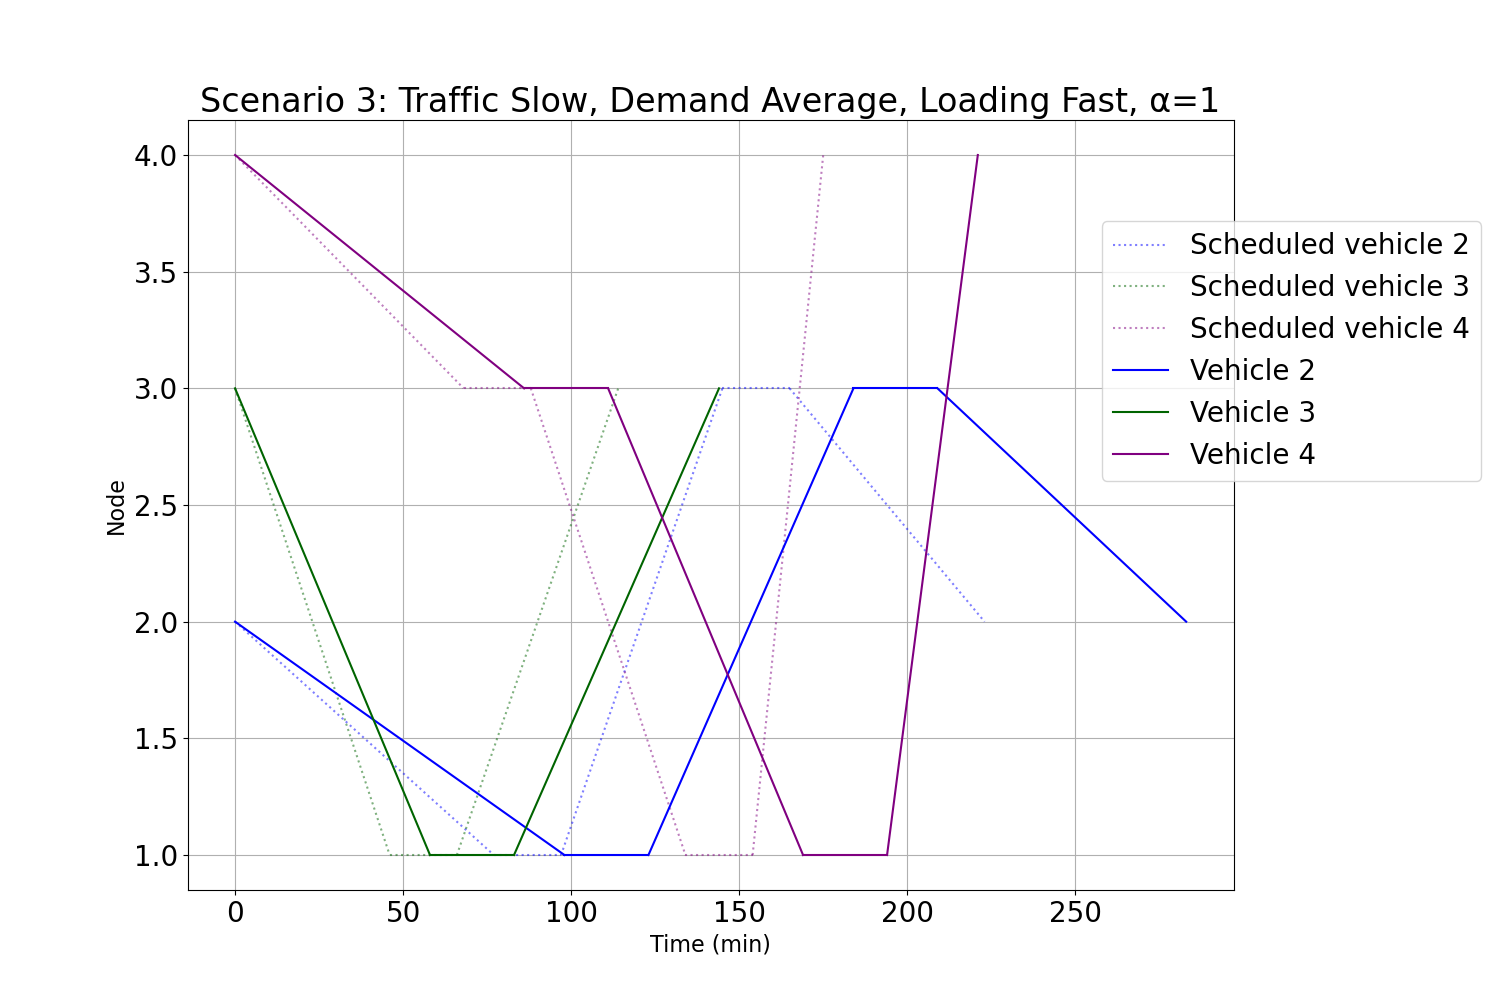 Scenario 3: Traffic Slow, Demand Average, Loading Fast, α=1
4.0
3.5
3.0
2.5
2.0
1.5
1.0
Node
0 50 100 150 200 250
Time (min)
Scheduled vehicle 2
Scheduled vehicle 3
Scheduled vehicle 4
Vehicle 2
Vehicle 3
Vehicle 4